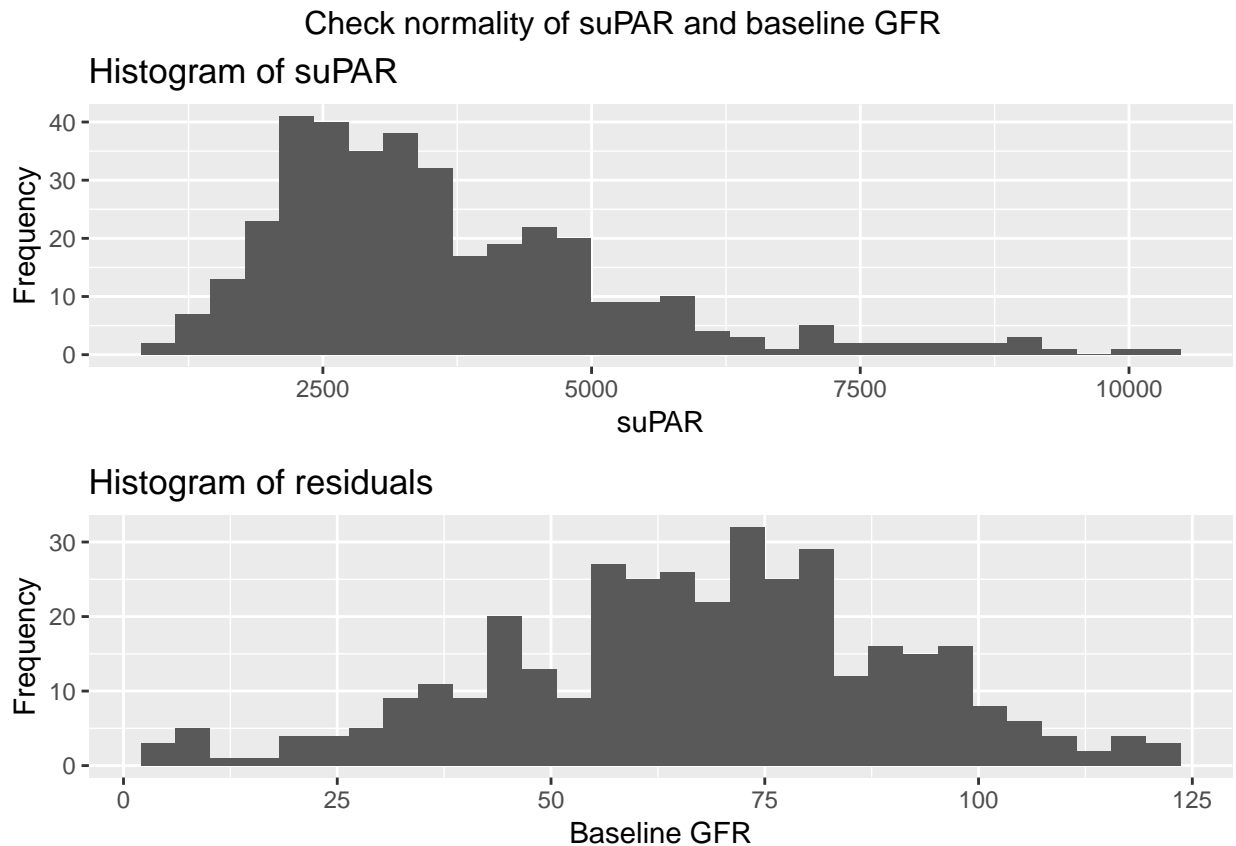 Check normality of suPAR and baseline GFR
Histogram of suPAR
Frequency
40
30
20
10
0
2500 5000 7500 10000
suPAR
Histogram of residuals
Frequency
30
20
10
0
0 25 50 75 100 125
Baseline GFR